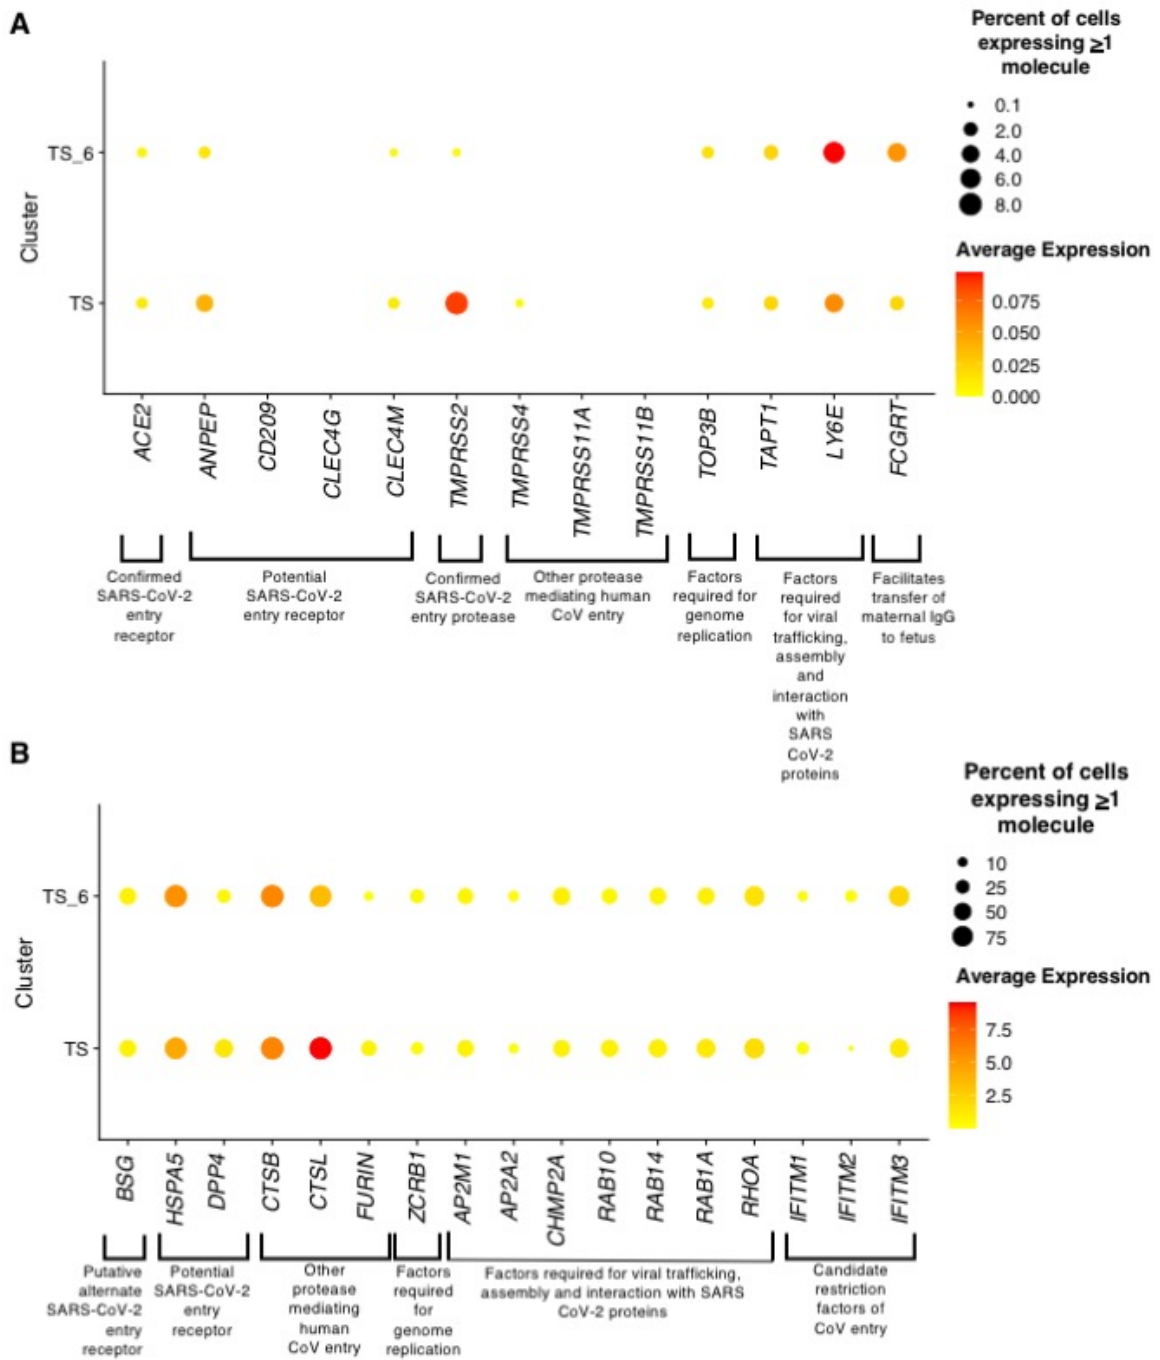 A
Percent of cells
expressing ≥1
molecule
0.1
2.0
4.0
6.0
8.0
Average Expression
0.075
0.050
0.025
0.000
Cluster
TS_6
TS
ACE2
ANPEP
CD209
CLEC4G
CLEC4M
TMPRSS2
TMPRSS4
TMPRSS11A
TMPRSS11B
TOP3B
TAPT1
LY6E
FCGRT
Confirmed
SARS-CoV-2
entry
receptor
Potential
SARS-CoV-2
entry receptor
Confirmed
SARS-CoV-2
entry protease
Other protease
mediating human
CoV entry
Factors
required for
genome
replication
Factors
required
for viral
trafficking,
assembly
and
interaction
with
SARS
CoV-2
proteins
Facilitates
transfer of
maternal IgG
to fetus
B
Percent of cells
expressing ≥1
molecule
10
25
50
75
Average Expression
7.5
5.0
2.5
Cluster
TS_6
TS
BSG
HSPA5
DPP4
CTSB
CTSL
FURIN
ZCRB1
AP2M1
AP2A2
CHMP2A
RAB10
RAB14
RAB1A
RHOA
IFITM1
IFITM2
IFITM3
Putative
alternate
SARS-CoV-2
entry
receptor
Potential
SARS-CoV-2
entry
receptor
Other
protease
mediating
human
CoV entry
Factors
required
for
genome
replication
Factors required for viral trafficking,
assembly and interaction with SARS
CoV-2 proteins
Candidate
restriction
factors of
CoV entry